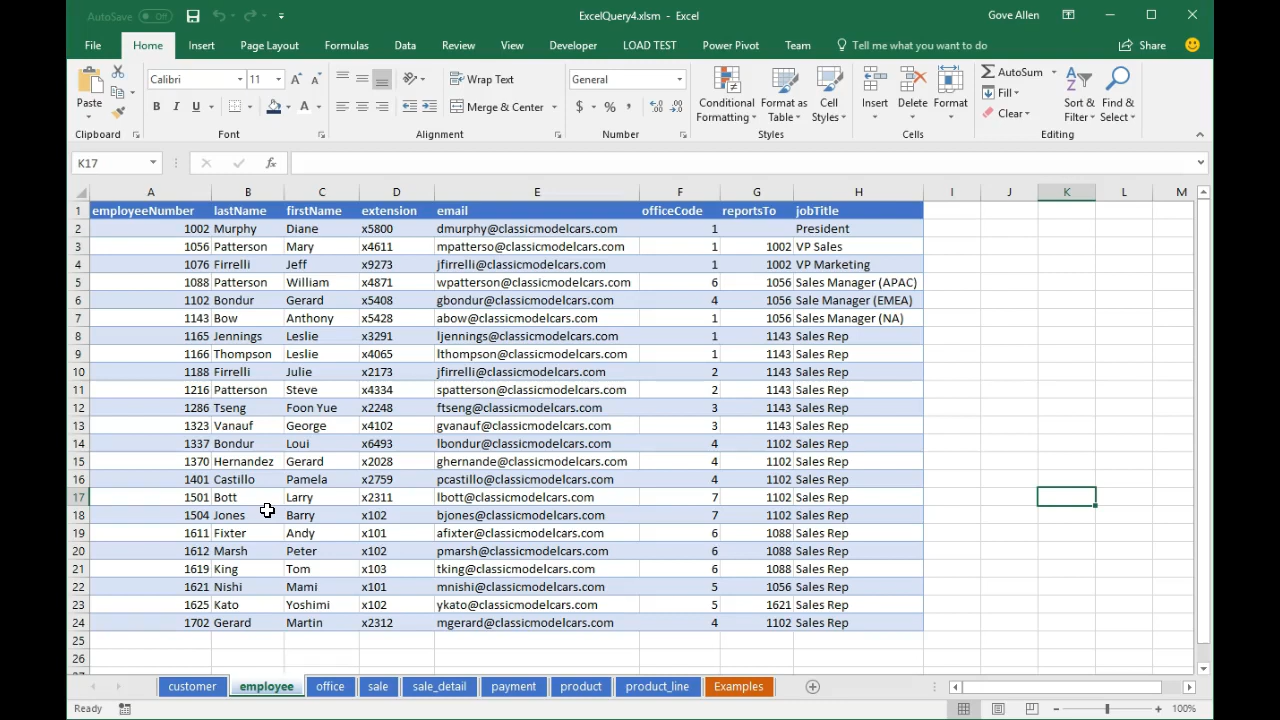 AutoSave Off ExcelQuery4.xlsm - Excel Gove Allen
File Home Insert Page Layout Formulas Data Review View Developer LOAD TEST Power Pivot Team Tell me what you want to do Share
Paste Calibri 11 A A Wrap Text General Conditional Formatting Format as Table Cell Styles Insert Delete Format AutoSum Fill Clear Sort & Filter Find & Select
B I U A Merge & Center $ % ,
Clipboard Font Alignment Number Styles Cells Editing
K17 fx
A B C D E F G H I J K L M
1 employeeNumber lastName firstName extension email officeCode reportsTo jobTitle
2 1002 Murphy Diane x5800 dmurphy@classicmodelcars.com 1 President
3 1056 Patterson Mary x4611 mpatterso@classicmodelcars.com 1 1002 VP Sales
4 1076 Firrelli Jeff x9273 jfirrelli@classicmodelcars.com 1 1002 VP Marketing
5 1088 Patterson William x4871 wpatterson@classicmodelcars.com 6 1056 Sales Manager (APAC)
6 1102 Bondur Gerard x5408 gbondur@classicmodelcars.com 4 1056 Sale Manager (EMEA)
7 1143 Bow Anthony x5428 abow@classicmodelcars.com 1 1056 Sales Manager (NA)
8 1165 Jennings Leslie x3291 ljennings@classicmodelcars.com 1 1143 Sales Rep
9 1166 Thompson Leslie x4065 lthompson@classicmodelcars.com 1 1143 Sales Rep
10 1188 Firrelli Julie x2173 jfirrelli@classicmodelcars.com 2 1143 Sales Rep
11 1216 Patterson Steve x4334 spatterson@classicmodelcars.com 2 1143 Sales Rep
12 1286 Tseng Foon Yue x2248 ftseng@classicmodelcars.com 3 1143 Sales Rep
13 1323 Vanauf George x4102 gvanauf@classicmodelcars.com 3 1143 Sales Rep
14 1337 Bondur Loui x6493 lbondur@classicmodelcars.com 4 1102 Sales Rep
15 1370 Hernandez Gerard x2028 ghernande@classicmodelcars.com 4 1102 Sales Rep
16 1401 Castillo Pamela x2759 pcastillo@classicmodelcars.com 4 1102 Sales Rep
17 1501 Bott Larry x2311 lbott@classicmodelcars.com 7 1102 Sales Rep
18 1504 Jones Barry x102 bjones@classicmodelcars.com 7 1102 Sales Rep
19 1611 Fixter Andy x101 afixter@classicmodelcars.com 6 1088 Sales Rep
20 1612 Marsh Peter x102 pmarsh@classicmodelcars.com 6 1088 Sales Rep
21 1619 King Tom x103 tking@classicmodelcars.com 6 1088 Sales Rep
22 1621 Nishi Mami x101 mnishi@classicmodelcars.com 5 1056 Sales Rep
23 1625 Kato Yoshimi x102 ykato@classicmodelcars.com 5 1621 Sales Rep
24 1702 Gerard Martin x2312 mgerard@classicmodelcars.com 4 1102 Sales Rep
25
26
customer employee office sale sale_detail payment product product_line Examples
Ready 100%